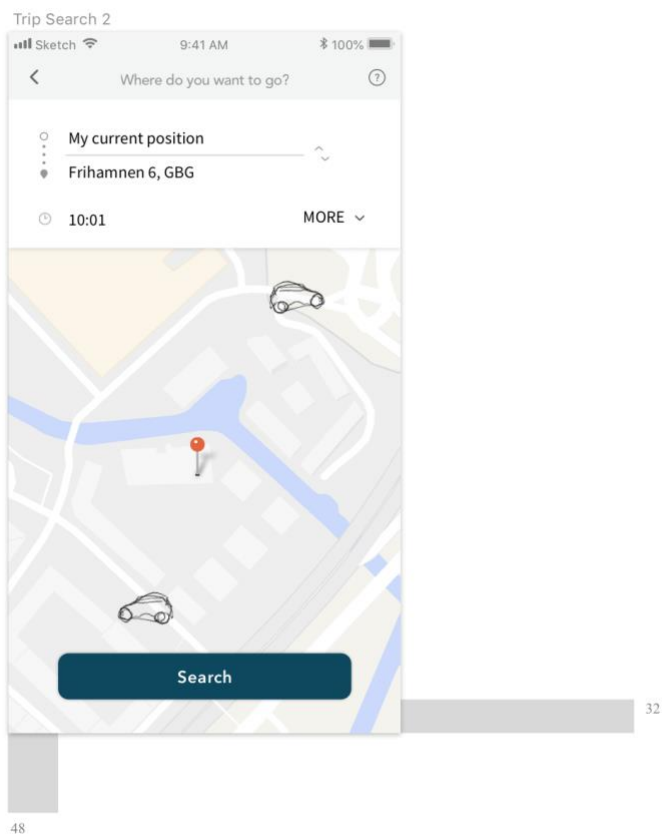 Trip Search 2
Sketch 9:41 AM 100%
Where do you want to go? ?
My current position
Frihamnen 6, GBG
10:01 MORE
Search
32
48